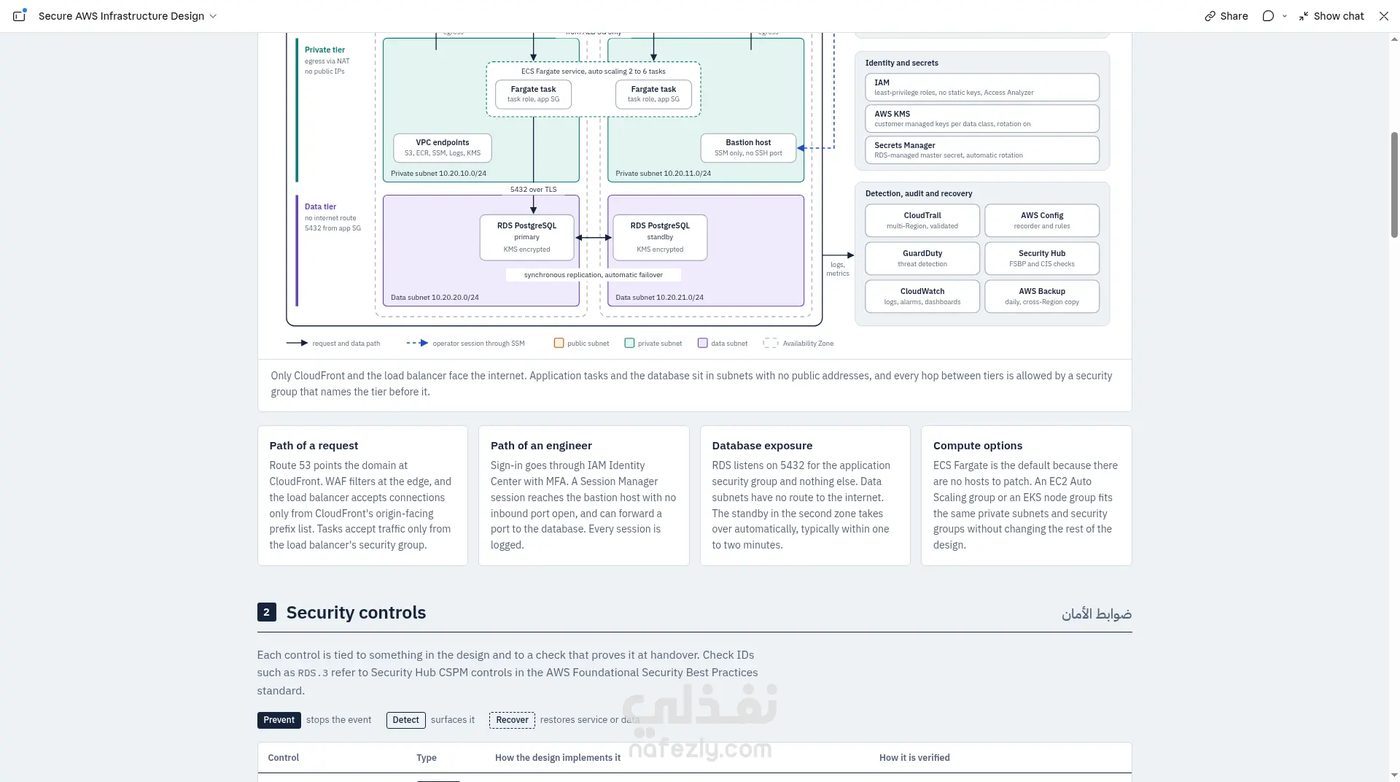 Secure AWS Infrastructure Design
Share
Show chat
egress
from ALB SG only
egress
Private tier
egress via NAT
no public IPs
ECS Fargate service, auto scaling 2 to 6 tasks
Fargate task
task role, app SG
Fargate task
task role, app SG
VPC endpoints
S3, ECR, SSM, Logs, KMS
Bastion host
SSM only, no SSH port
Private subnet 10.20.10.0/24
Private subnet 10.20.11.0/24
5432 over TLS
Data tier
no internet route
5432 from app SG
RDS PostgreSQL
primary
KMS encrypted
RDS PostgreSQL
standby
KMS encrypted
synchronous replication, automatic failover
Data subnet 10.20.20.0/24
Data subnet 10.20.21.0/24
logs,
metrics
Identity and secrets
IAM
least-privilege roles, no static keys, Access Analyzer
AWS KMS
customer managed keys per data class, rotation on
Secrets Manager
RDS-managed master secret, automatic rotation
Detection, audit and recovery
CloudTrail
multi-Region, validated
AWS Config
recorder and rules
GuardDuty
threat detection
Security Hub
FSBP and CIS checks
CloudWatch
logs, alarms, dashboards
AWS Backup
daily, cross-Region copy
request and data path
operator session through SSM
public subnet
private subnet
data subnet
Availability Zone
Only CloudFront and the load balancer face the internet. Application tasks and the database sit in subnets with no public addresses, and every hop between tiers is allowed by a security
group that names the tier before it.
Path of a request
Route 53 points the domain at
CloudFront. WAF filters at the edge, and
the load balancer accepts connections
only from CloudFront's origin-facing
prefix list. Tasks accept traffic only from
the load balancer's security group.
Path of an engineer
Sign-in goes through IAM Identity
Center with MFA. A Session Manager
session reaches the bastion host with no
inbound port open, and can forward a
port to the database. Every session is
logged.
Database exposure
RDS listens on 5432 for the application
security group and nothing else. Data
subnets have no route to the internet.
The standby in the second zone takes
over automatically, typically within one
to two minutes.
Compute options
ECS Fargate is the default because there
are no hosts to patch. An EC2 Auto
Scaling group or an EKS node group fits
the same private subnets and security
groups without changing the rest of the
design.
2 Security controls
ضوابط الأمان
Each control is tied to something in the design and to a check that proves it at handover. Check IDs
such as RDS.3 refer to Security Hub CSPM controls in the AWS Foundational Security Best Practices
standard.
Prevent stops the event Detect surfaces it Recover restores service or data
نفذلي
nafezly.com
Control Type How the design implements it How it is verified